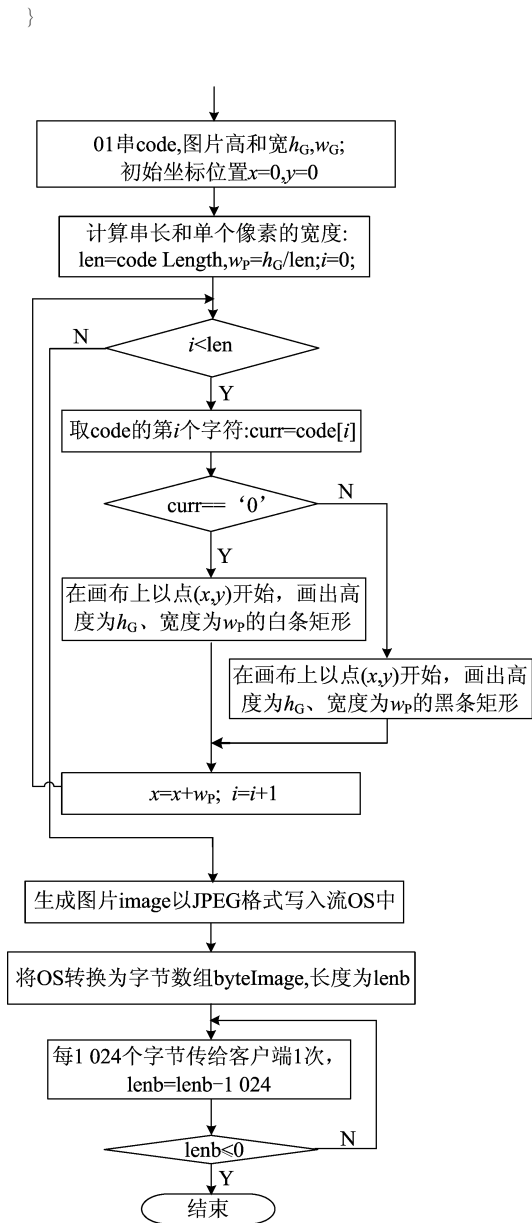 }
01串code,图片高和宽hG,wG;
初始坐标位置x=0,y=0
计算串长和单个像素的宽度:
len=code Length,wP=hG/len;i=0;
N
i<len
Y
取code的第i个字符:curr=code[i]
curr== ‘0’
N
Y
在画布上以点(x,y)开始，画出高
度为hG、宽度为wP的白条矩形
在画布上以点(x,y)开始，画出高
度为hG、宽度为wP的黑条矩形
x=x+wP; i=i+1
生成图片image以JPEG格式写入流OS中
将OS转换为字节数组byteImage,长度为lenb
每1 024个字节传给客户端1次，
lenb=lenb−1 024
lenb<0
N
Y
结束